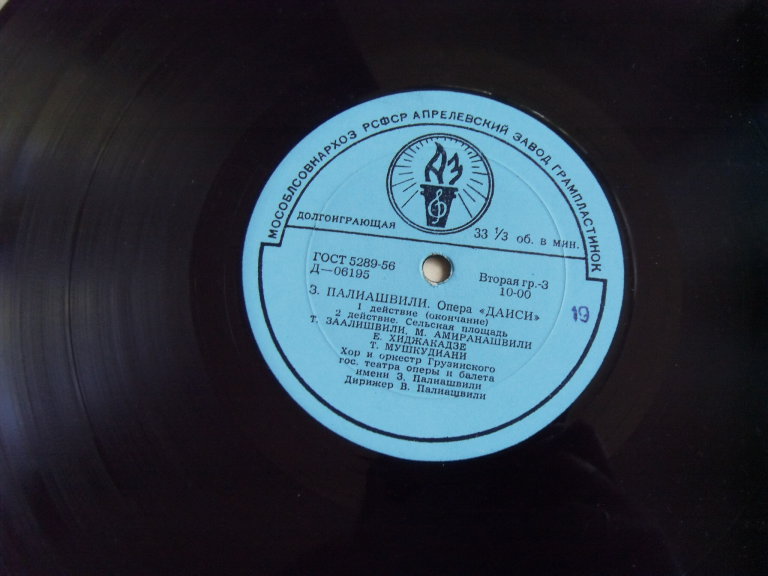 МОСОБЛСОВНАРХОЗ РСФСР АПРЕЛЕВСКИЙ ЗАВОД ГРАМПЛАСТИНОК
АЗ
ДОЛГОИГРАЮЩАЯ
33 1/3 об. в мин.
ГОСТ 5289-56
Д—06195
Вторая гр.-3
10-00
З. ПАЛИАШВИЛИ. Опера «ДАИСИ»
1 действие (окончание)
2 действие. Сельская площадь
Т. ЗААЛИШВИЛИ, М. АМИРАНАШВИЛИ
Е. ХИДЖАКАДЗЕ
Т. МУШКУДИАНИ
Хор и оркестр Грузинского
гос. театра оперы и балета
имени З. Палиашвили
Дирижер В. Палиашвили
19